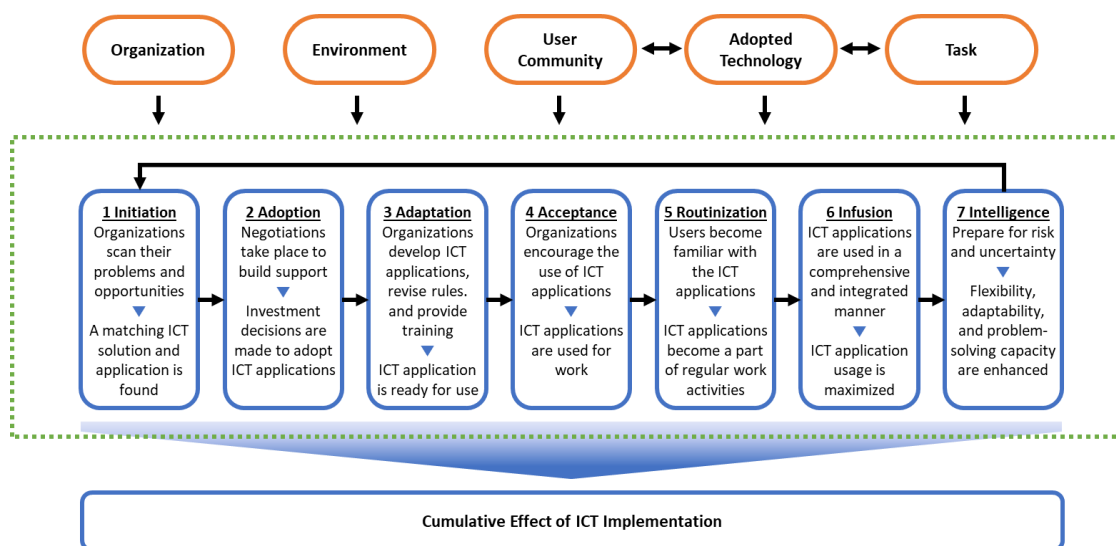 Organization
Environment
User
Community
Adopted
Technology
Task
1 Initiation
Organizations
scan their
problems and
opportunities
A matching ICT
solution and
application is
found
2 Adoption
Negotiations
take place to
build support
Investment
decisions are
made to adopt
ICT applications
3 Adaptation
Organizations
develop ICT
applications,
revise rules.
and provide
training
ICT application
is ready for use
4 Acceptance
Organizations
encourage the
use of ICT
applications
ICT applications
are used for
work
5 Routinization
Users become
familiar with
the ICT
applications
ICT applications
become a part
of regular work
activities
6 Infusion
ICT applications
are used in a
comprehensive
and integrated
manner
ICT application
usage is
maximized
7 Intelligence
Prepare for risk
and uncertainty
Flexibility,
adaptability,
and problem-
solving capacity
are enhanced
Cumulative Effect of ICT Implementation